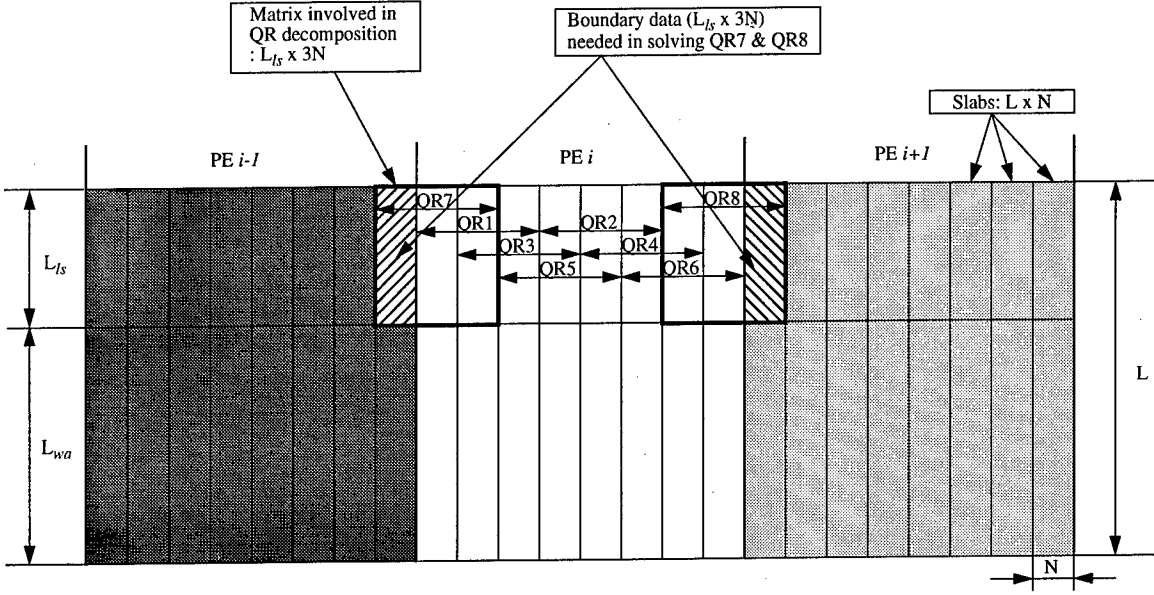 Matrix involved in
QR decomposition
: L_ls x 3N
Boundary data (L_ls x 3N)
needed in solving QR7 & QR8
Slabs: L x N
PE i-1
PE i
PE i+1
QR7
QR8
QR1
QR2
QR3
QR4
QR5
QR6
L_ls
L_wa
L
N